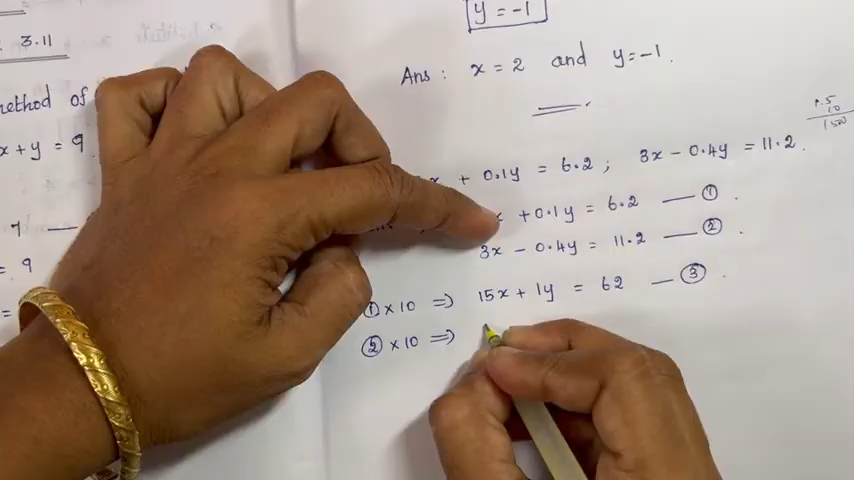 y = -1
3.11
Ans : x = 2 and y = -1 .
method of
x + y = 9
x + 0.1y = 6.2 ; 3x - 0.4y = 11.2 .
x + 0.1y = 6.2 — ① .
3x - 0.4y = 11.2 — ② .
7 —
= 9
① × 10 ⇒ 15x + 1y = 62 — ③ .
② × 10 ⇒